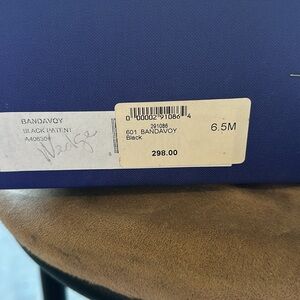 BANDAVOY
BLACK PATENT
A406304
Wedge
0 00002 91086 4
291086
601 BANDAVOY
Black
6.5M
298.00